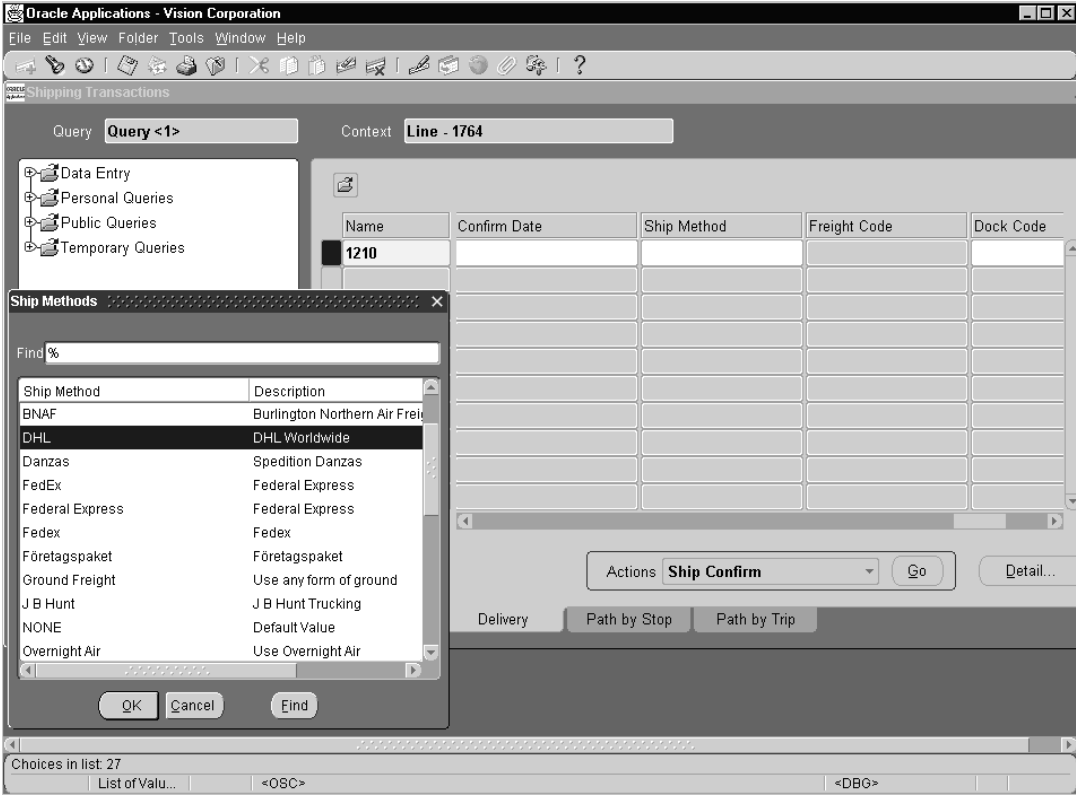 Oracle Applications - Vision Corporation
File Edit View Folder Tools Window Help
?
Shipping Transactions
Query Query <1> Context Line - 1764
Data Entry
Personal Queries
Public Queries
Temporary Queries
Name Confirm Date Ship Method Freight Code Dock Code
1210
Ship Methods
Find %
Ship Method Description
BNAF Burlington Northern Air Frei
DHL DHL Worldwide
Danzas Spedition Danzas
FedEx Federal Express
Federal Express Federal Express
Fedex Fedex
Företagspaket Företagspaket
Ground Freight Use any form of ground
J B Hunt J B Hunt Trucking
NONE Default Value
Overnight Air Use Overnight Air
OK Cancel Find
Actions Ship Confirm Go Detail...
Delivery Path by Stop Path by Trip
Choices in list: 27
List of Valu... <OSC> <DBG>